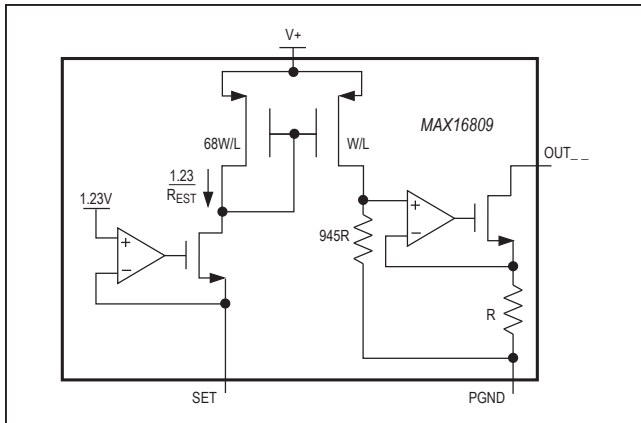 V+
MAX16809
68W/L
W/L
OUT_ _
1.23
R_EST
1.23V
+
−
945R
+
−
R
SET
PGND